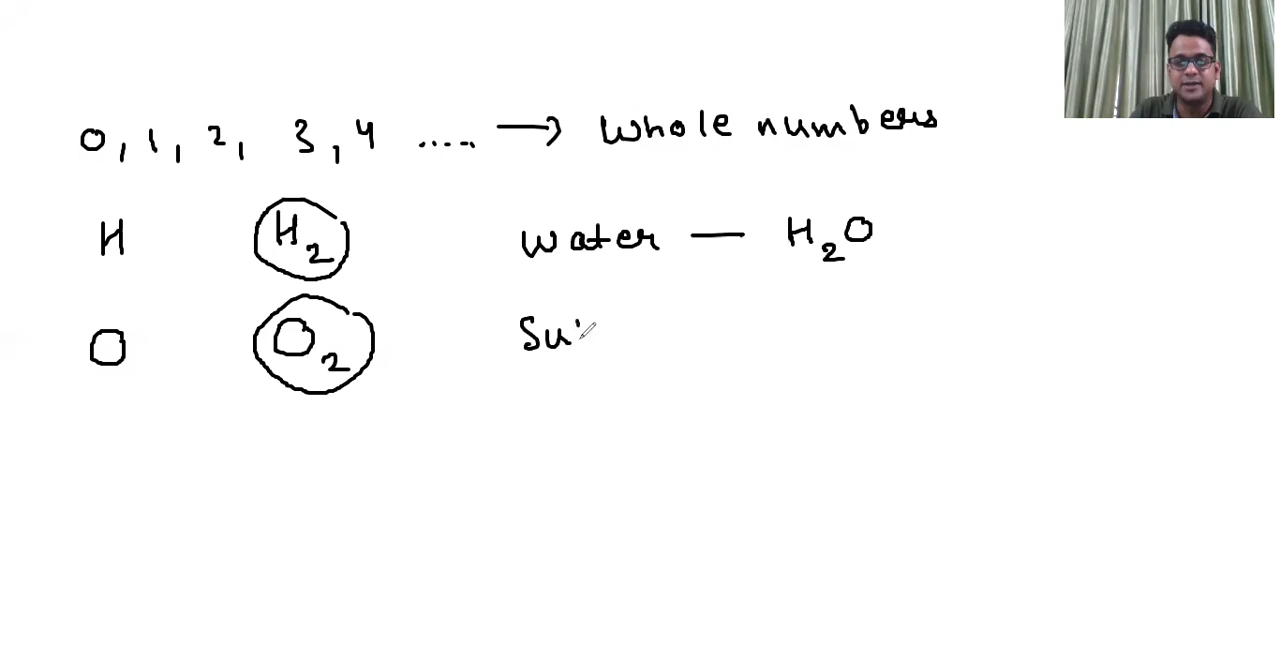 0, 1, 2, 3, 4 ..... → Whole numbers
H H₂ Water — H₂O
O O₂ Su